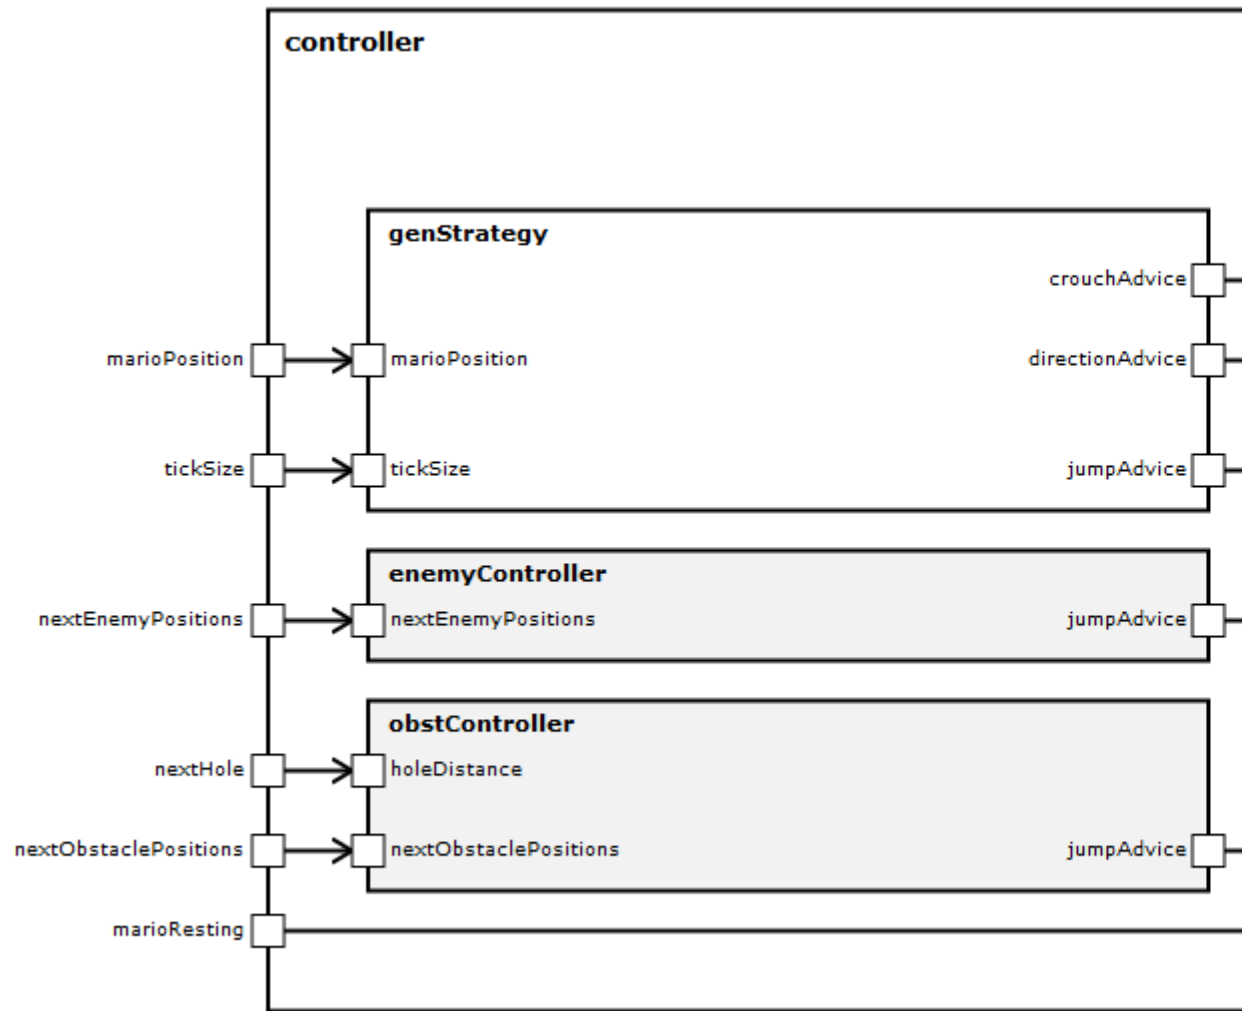 controller
genStrategy
crouchAdvice
marioPosition
marioPosition
directionAdvice
tickSize
tickSize
jumpAdvice
enemyController
nextEnemyPositions
nextEnemyPositions
jumpAdvice
obstController
nextHole
holeDistance
nextObstaclePositions
nextObstaclePositions
jumpAdvice
marioResting